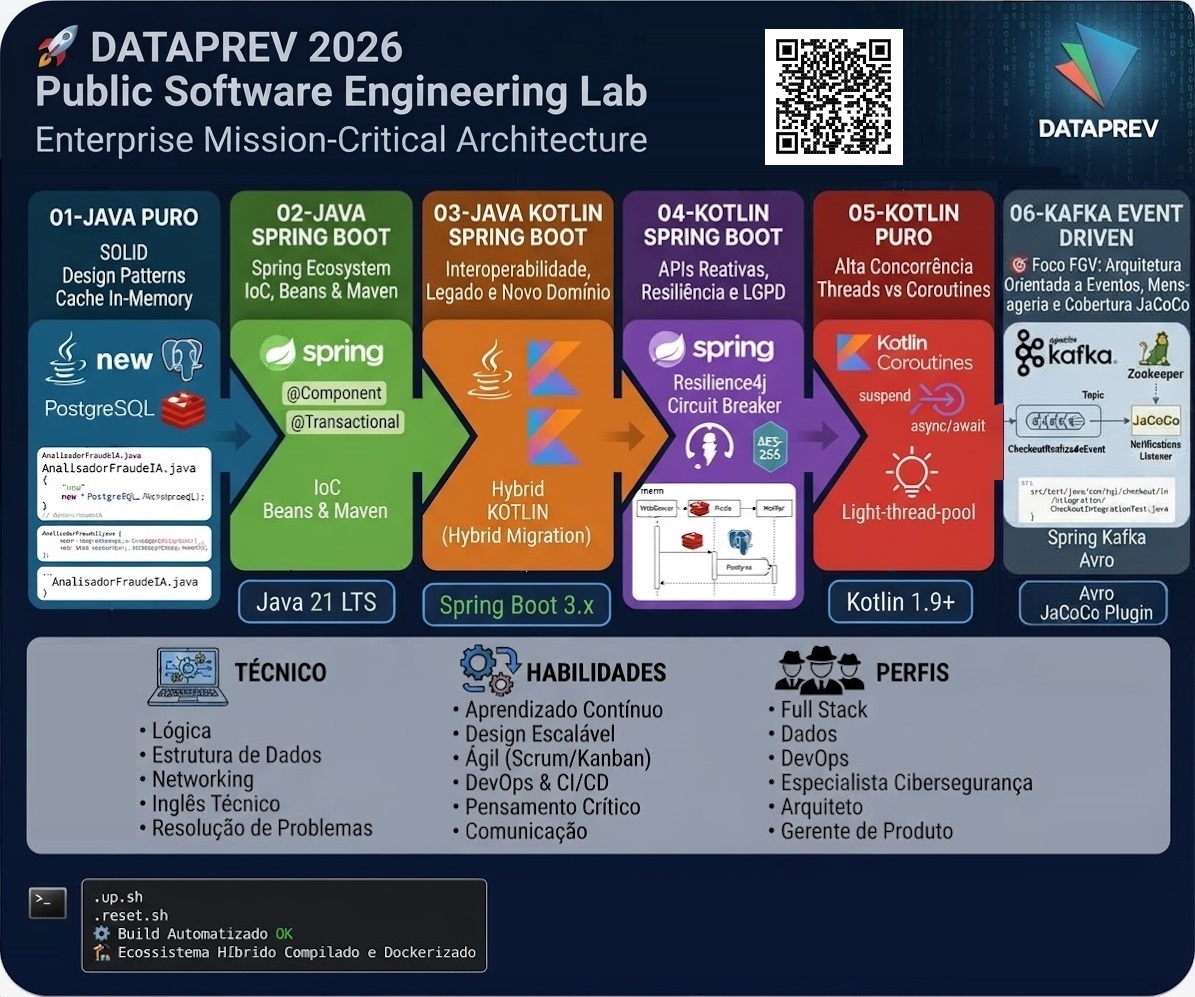 DATAPREV 2026
Public Software Engineering Lab
Enterprise Mission-Critical Architecture
DATAPREV
01-JAVA PURO
SOLID
Design Patterns
Cache In-Memory
new
PostgreSQL
AnalisadorFraudeIA.java
AnalisadorFraudeIA.java
{
"new"
new
}
AnalisadorFraudeIA.java
}
02-JAVA
SPRING BOOT
Spring Ecosystem
IoC, Beans & Maven
spring
@Component
@Transactional
IoC
Beans & Maven
Java 21 LTS
03-JAVA KOTLIN
SPRING BOOT
Interoperabilidade,
Legado e Novo Domínio
Hybrid
KOTLIN
(Hybrid Migration)
Spring Boot 3.x
04-KOTLIN
SPRING BOOT
APIs Reativas,
Resiliência e LGPD
spring
Resilience4j
Circuit Breaker
AES-
256
05-KOTLIN
PURO
Alta Concorrência
Threads vs Coroutines
Kotlin
Coroutines
suspend
async/await
Light-thread-pool
Kotlin 1.9+
06-KAFKA EVENT
DRIVEN
Foco FGV: Arquitetura
Orientada a Eventos, Mens-
ageria e Cobertura JaCoCo
kafka
Zoakeeper
Topic
JaCoCo
Listener
Spring Kafka
Avro
Avro
JaCoCo Plugin
TÉCNICO
• Lógica
• Estrutura de Dados
• Networking
• Inglês Técnico
• Resolução de Problemas
HABILIDADES
• Aprendizado Contínuo
• Design Escalável
• Ágil (Scrum/Kanban)
• DevOps & CI/CD
• Pensamento Crítico
• Comunicação
PERFIS
• Full Stack
• Dados
• DevOps
• Especialista Cibersegurança
• Arquiteto
• Gerente de Produto
>_
.up.sh
.reset.sh
Build Automatizado OK
Ecossistema Híbrido Compilado e Dockerizado